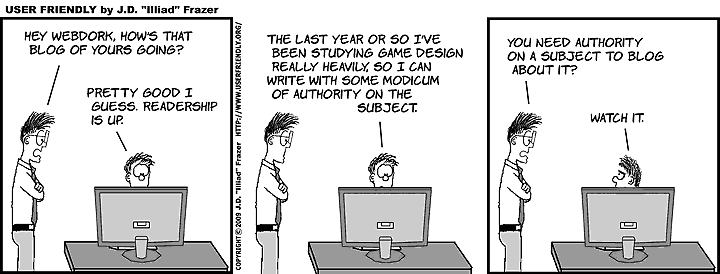 USER FRIENDLY by J.D. "Illiad" Frazer
HEY WEBDORK, HOW'S THAT
BLOG OF YOURS GOING?
PRETTY GOOD I
GUESS. READERSHIP
IS UP.
COPYRIGHT © 2009 J.D. "Illiad" Frazer HTTP://WWW.USERFRIENDLY.ORG/
THE LAST YEAR OR SO I'VE
BEEN STUDYING GAME DESIGN
REALLY HEAVILY, SO I CAN
WRITE WITH SOME MODICUM
OF AUTHORITY ON THE
SUBJECT.
YOU NEED AUTHORITY
ON A SUBJECT TO BLOG
ABOUT IT?
WATCH IT.